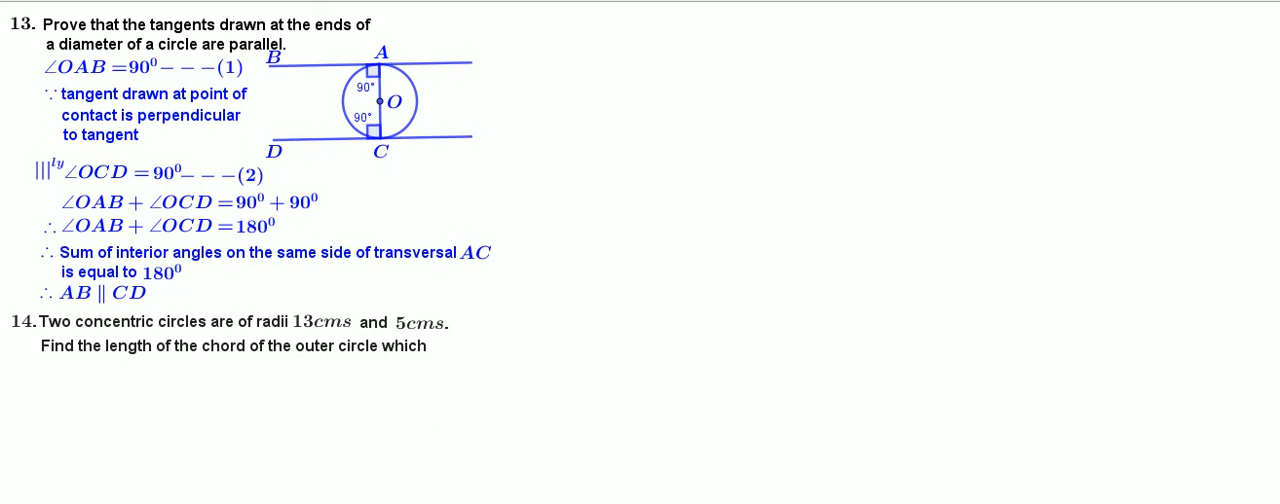 13. Prove that the tangents drawn at the ends of
a diameter of a circle are parallel.
B
A
∠OAB = 90⁰ - - - (1)
90°
∵ tangent drawn at point of
O
contact is perpendicular
90°
to tangent
D
C
|||ˡʸ ∠OCD = 90⁰ - - - (2)
∠OAB + ∠OCD = 90⁰ + 90⁰
∴ ∠OAB + ∠OCD = 180⁰
∴ Sum of interior angles on the same side of transversal AC
is equal to 180⁰
∴ AB ∥ CD
14. Two concentric circles are of radii 13cms and 5cms.
Find the length of the chord of the outer circle which